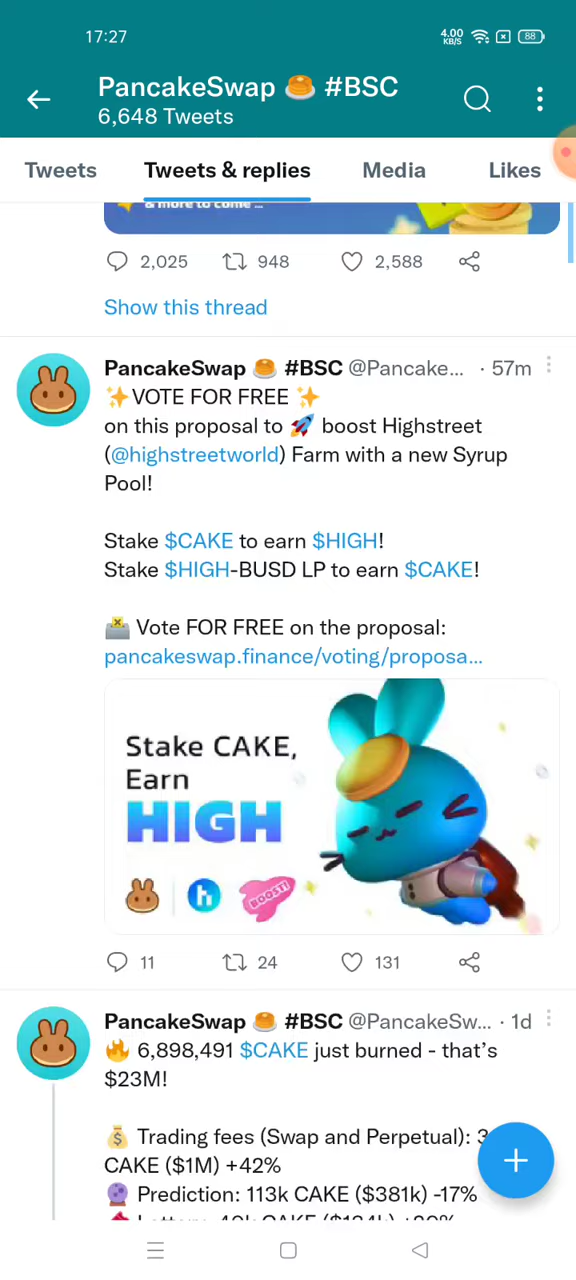 17:27
4.00
KB/S
88
PancakeSwap 🥞 #BSC
6,648 Tweets
Tweets
Tweets & replies
Media
Likes
& more to come ...
2,025
948
2,588
Show this thread
PancakeSwap 🥞 #BSC @Pancake... · 57m
✨VOTE FOR FREE ✨
on this proposal to 🚀 boost Highstreet
(@highstreetworld) Farm with a new Syrup
Pool!
Stake $CAKE to earn $HIGH!
Stake $HIGH-BUSD LP to earn $CAKE!
🗳️ Vote FOR FREE on the proposal:
pancakeswap.finance/voting/proposa...
Stake CAKE,
Earn
HIGH
h
BOOST!
11
24
131
PancakeSwap 🥞 #BSC @PancakeSw... · 1d
🔥 6,898,491 $CAKE just burned - that's
$23M!
💰 Trading fees (Swap and Perpetual): 3
CAKE ($1M) +42%
🔮 Prediction: 113k CAKE ($381k) -17%